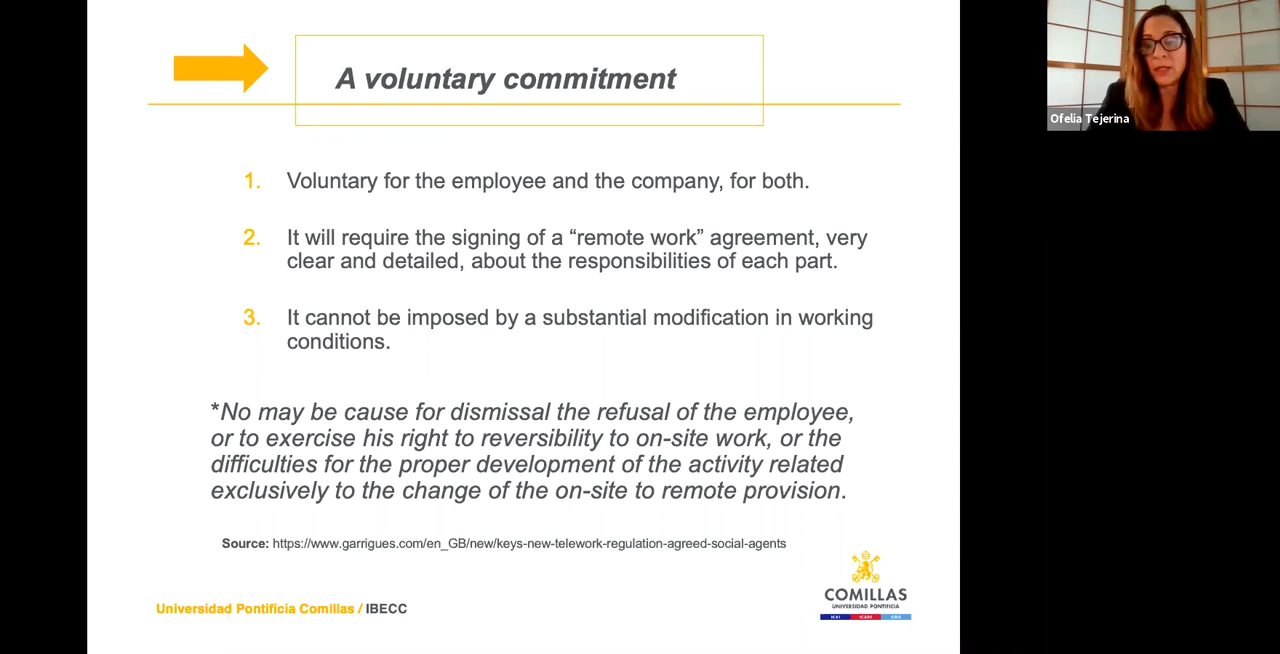 A voluntary commitment
Ofelia Tejerina
1. Voluntary for the employee and the company, for both.
2. It will require the signing of a “remote work” agreement, very
clear and detailed, about the responsibilities of each part.
3. It cannot be imposed by a substantial modification in working
conditions.
*No may be cause for dismissal the refusal of the employee,
or to exercise his right to reversibility to on-site work, or the
difficulties for the proper development of the activity related
exclusively to the change of the on-site to remote provision.
Source: https://www.garrigues.com/en_GB/new/keys-new-telework-regulation-agreed-social-agents
COMILLAS
UNIVERSIDAD PONTIFICIA
ICAI ICADE CIHS
Universidad Pontificia Comillas / IBECC